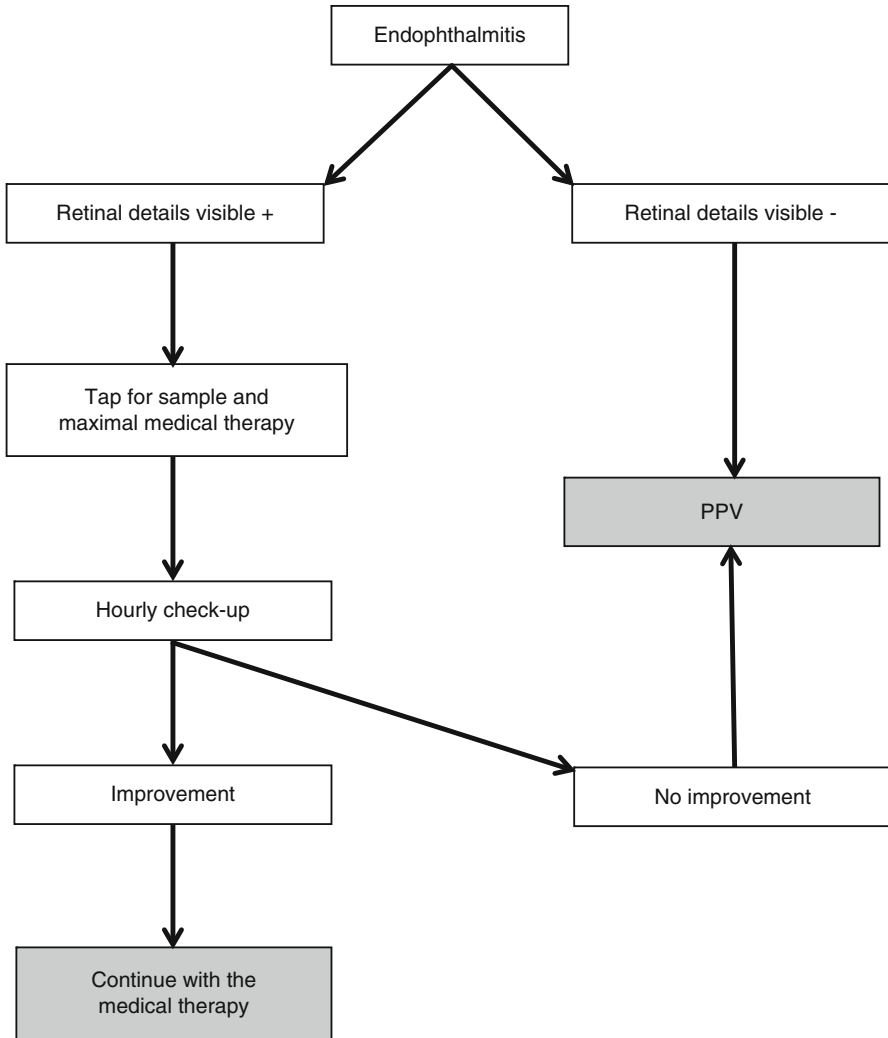 Endophthalmitis
Retinal details visible +
Retinal details visible -
Tap for sample and
maximal medical therapy
PPV
Hourly check-up
Improvement
No improvement
Continue with the
medical therapy